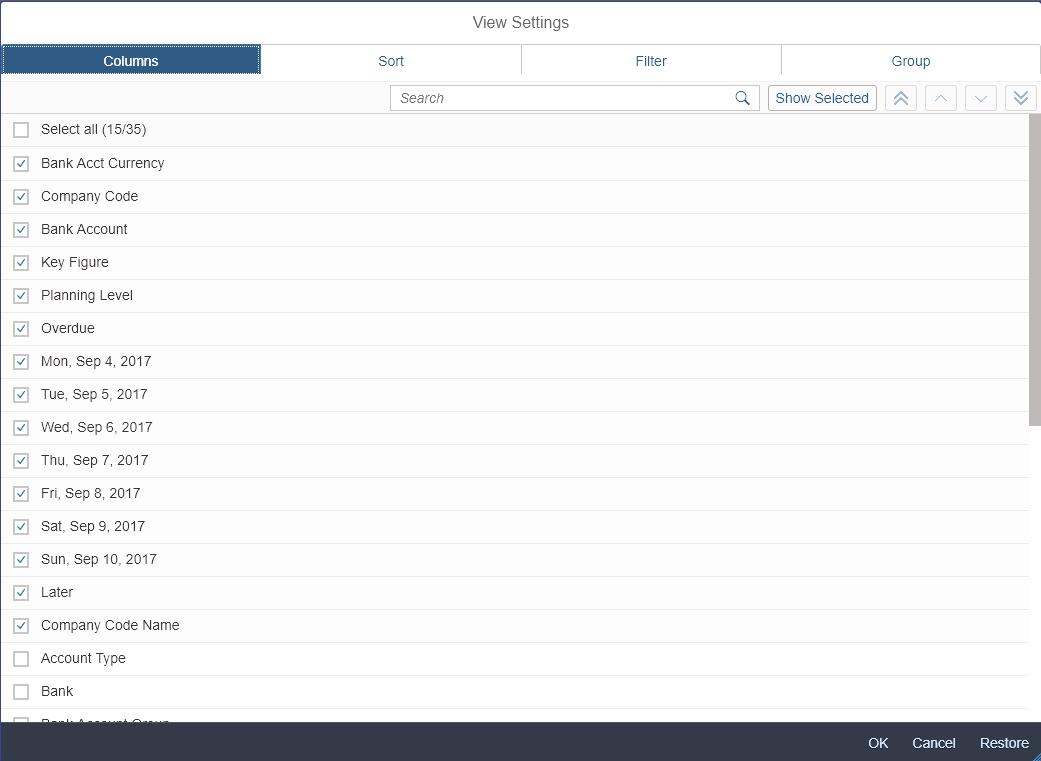 View Settings
Columns Sort Filter Group
Search Show Selected
Select all (15/35)
Bank Acct Currency
Company Code
Bank Account
Key Figure
Planning Level
Overdue
Mon, Sep 4, 2017
Tue, Sep 5, 2017
Wed, Sep 6, 2017
Thu, Sep 7, 2017
Fri, Sep 8, 2017
Sat, Sep 9, 2017
Sun, Sep 10, 2017
Later
Company Code Name
Account Type
Bank
Bank Account Group
OK Cancel Restore